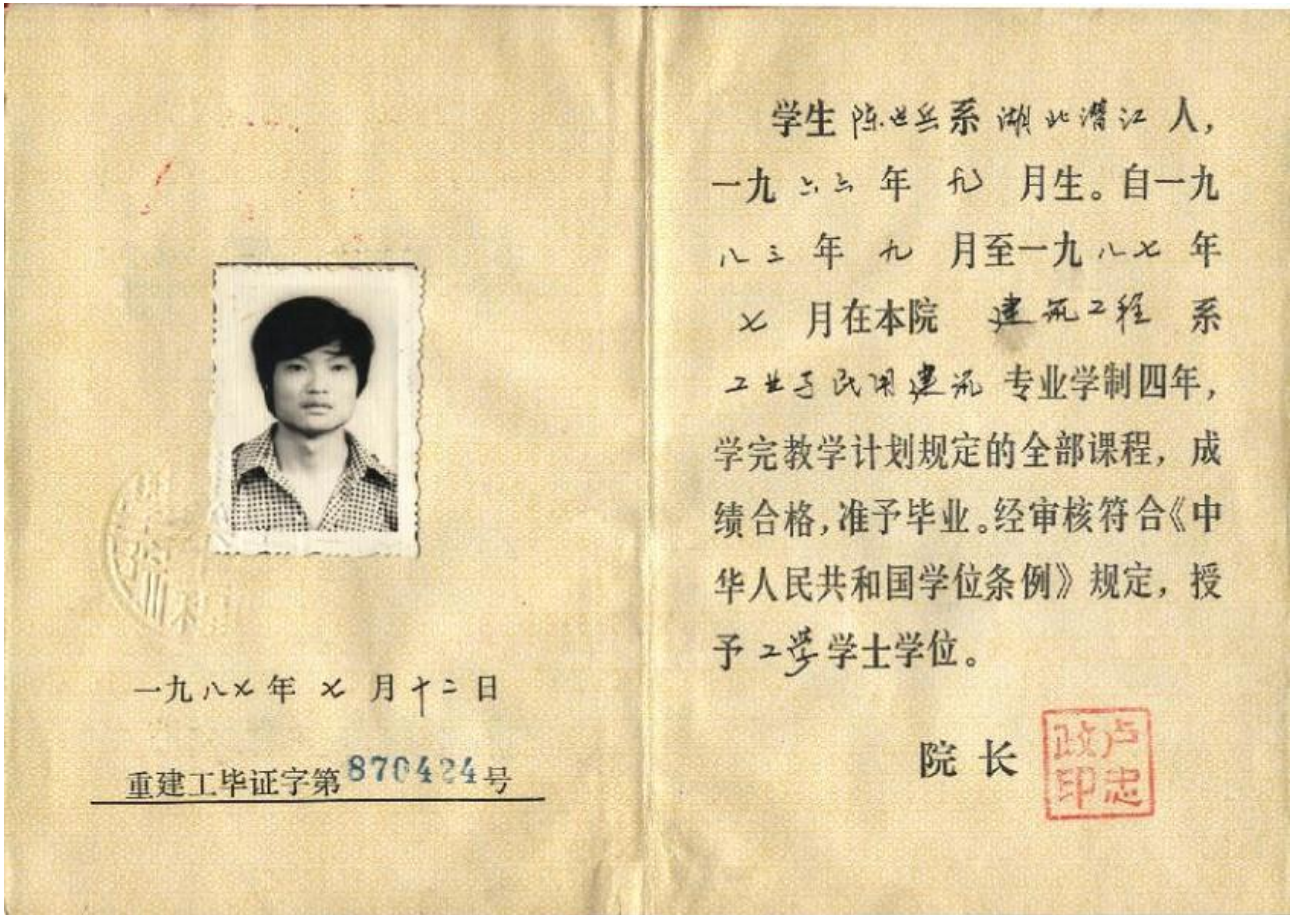 一九八七年七月十二日
重建工毕证字第870424号
学生陈世兵系湖北潜江人，
一九六六年九月生。自一九
八三年九月至一九八七年
七月在本院建筑工程系
工业与民用建筑专业学制四年，
学完教学计划规定的全部课程，成
绩合格，准予毕业。经审核符合《中
华人民共和国学位条例》规定，授
予工学学士学位。
院长
卢忠政印